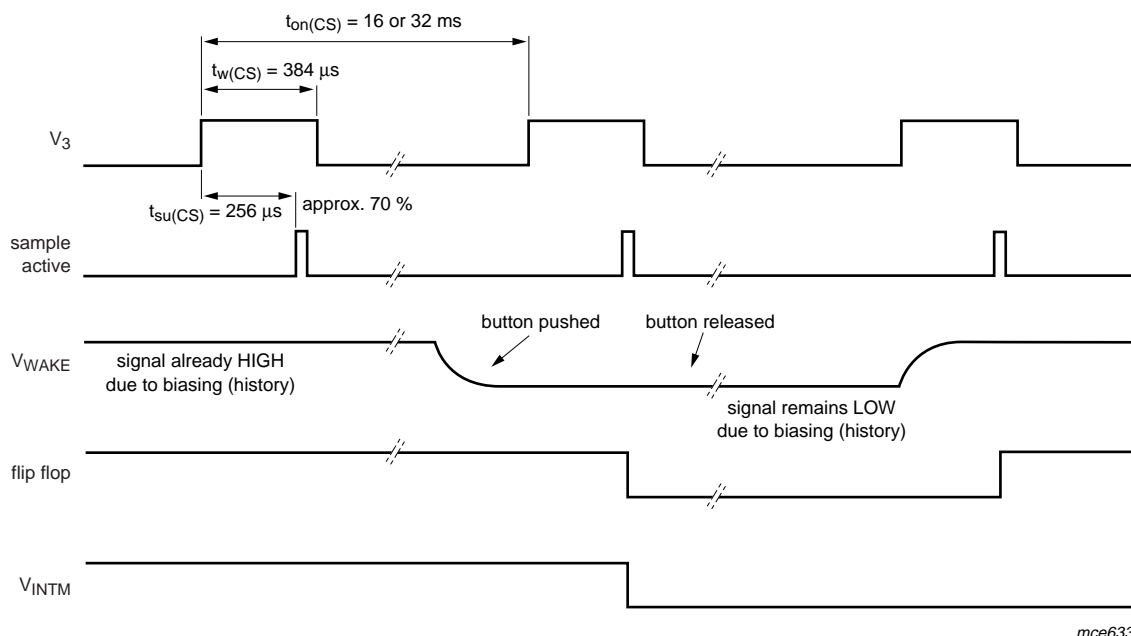 t_on(CS) = 16 or 32 ms
t_w(CS) = 384 μs
V_3
t_su(CS) = 256 μs
approx. 70 %
sample
active
button pushed
button released
V_WAKE
signal already HIGH
due to biasing (history)
signal remains LOW
due to biasing (history)
flip flop
V_INTM
mce633